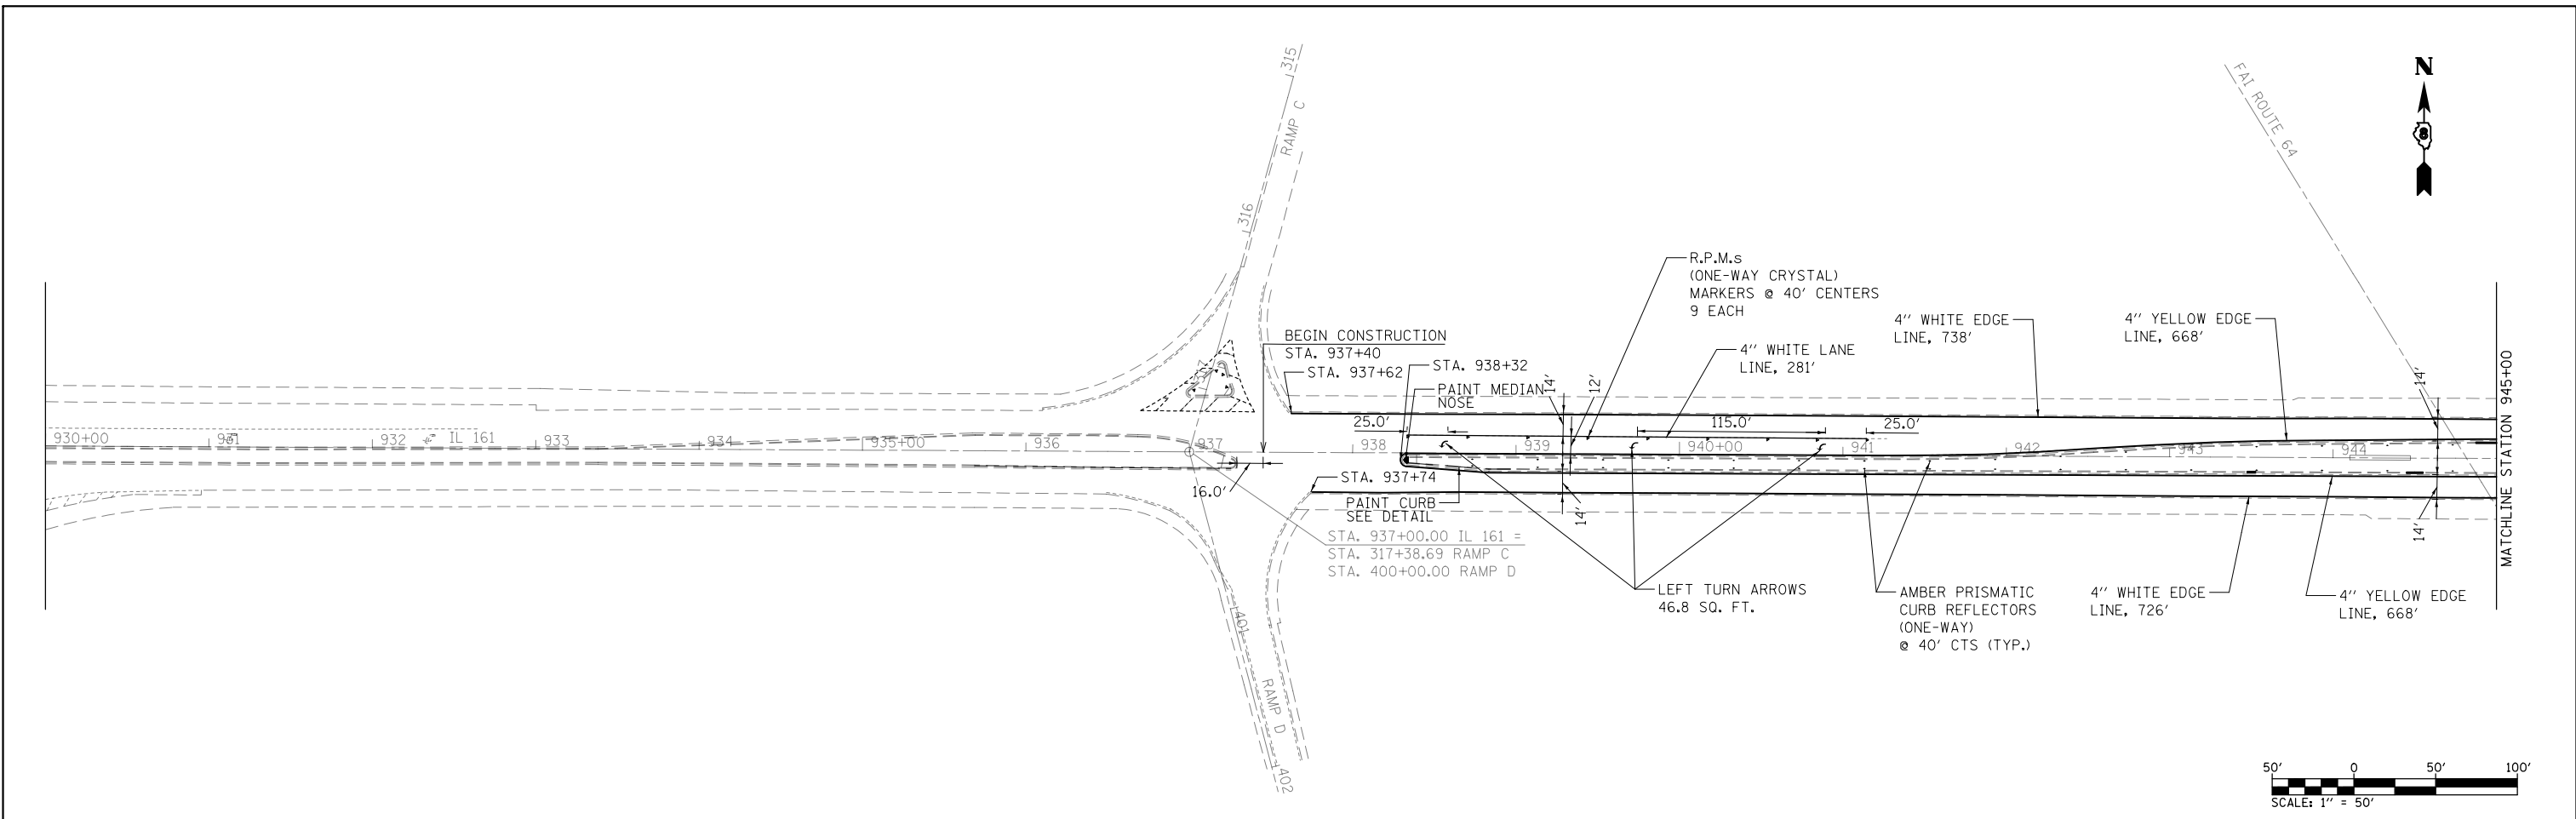 315
RAMP C
316
317
FAI ROUTE 64
N
8
R.P.M.s
(ONE-WAY CRYSTAL)
MARKERS @ 40' CENTERS
9 EACH
4'' WHITE EDGE
LINE, 738'
4'' YELLOW EDGE
LINE, 668'
BEGIN CONSTRUCTION
STA. 937+40
STA. 937+62
STA. 938+32
PAINT MEDIAN
NOSE
4'' WHITE LANE
LINE, 281'
14'
12'
14'
25.0'
115.0'
25.0'
930+00
931
932
IL 161
933
934
935+00
936
937
938
939
940+00
941
942
943
944
MATCHLINE STATION 945+00
16.0'
STA. 937+74
PAINT CURB
SEE DETAIL
14'
14'
STA. 937+00.00 IL 161 =
STA. 317+38.69 RAMP C
STA. 400+00.00 RAMP D
LEFT TURN ARROWS
46.8 SQ. FT.
AMBER PRISMATIC
CURB REFLECTORS
(ONE-WAY)
@ 40' CTS (TYP.)
4'' WHITE EDGE
LINE, 726'
4'' YELLOW EDGE
LINE, 668'
401
RAMP D
402
50'
0
50'
100'
SCALE: 1'' = 50'